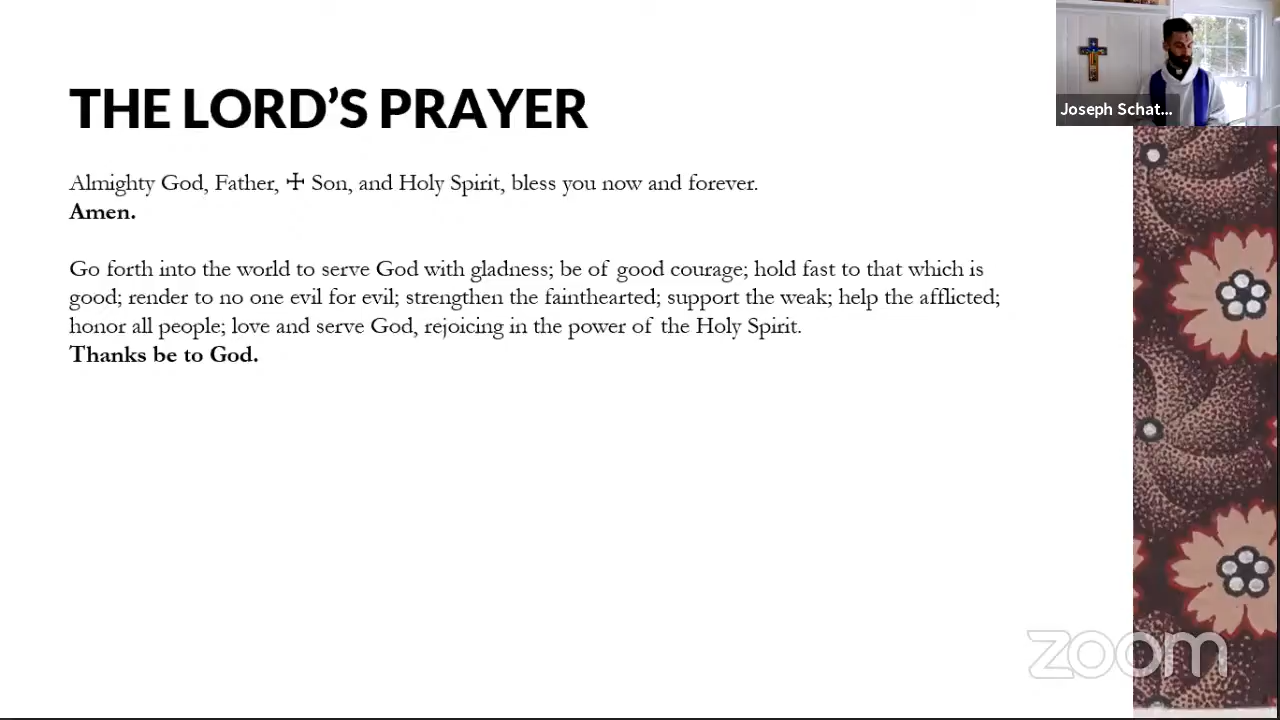 THE LORD’S PRAYER
Almighty God, Father, ☩ Son, and Holy Spirit, bless you now and forever.
Amen.
Go forth into the world to serve God with gladness; be of good courage; hold fast to that which is
good; render to no one evil for evil; strengthen the fainthearted; support the weak; help the afflicted;
honor all people; love and serve God, rejoicing in the power of the Holy Spirit.
Thanks be to God.
Joseph Schat...
zoom